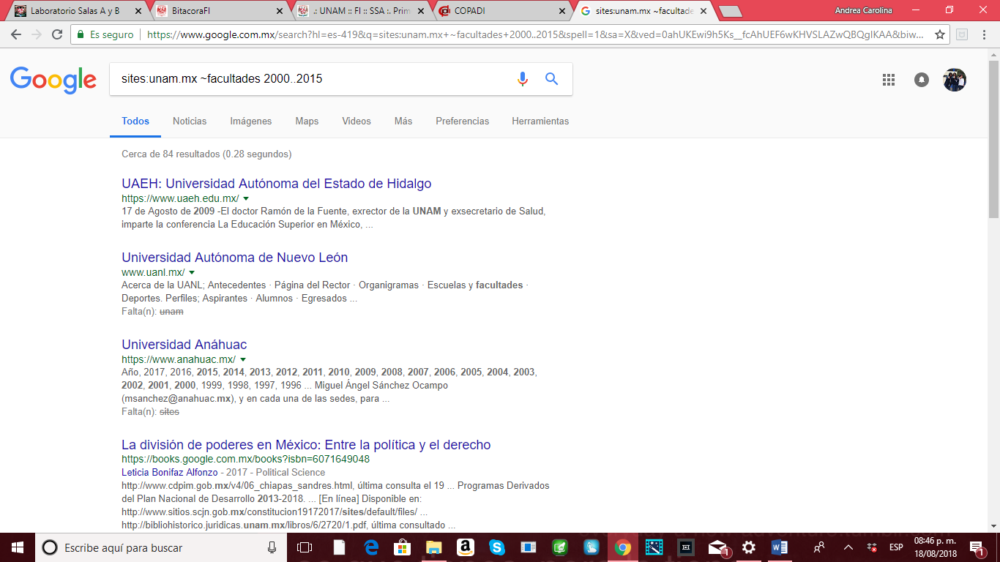 Laboratorio Salas A y B
BitacoraFI
.: UNAM :: FI :: SSA :. Prim
COPADI
sites:unam.mx ~facultade
Andrea Carolina
Es seguro
https://www.google.com.mx/search?hl=es-419&q=sites:unam.mx+~facultades+2000..2015&spell=1&sa=X&ved=0ahUKEwi9h5Ks__fcAhUEF6wKHVSLAZwQBQglKAA&biw...
Google
sites:unam.mx ~facultades 2000..2015
Todos Noticias Imágenes Maps Videos Más Preferencias Herramientas
Cerca de 84 resultados (0.28 segundos)
UAEH: Universidad Autónoma del Estado de Hidalgo
https://www.uaeh.edu.mx/
17 de Agosto de 2009 -El doctor Ramón de la Fuente, exrector de la UNAM y exsecretario de Salud,
imparte la conferencia La Educación Superior en México, ...
Universidad Autónoma de Nuevo León
www.uanl.mx/
Acerca de la UANL; Antecedentes · Página del Rector · Organigramas · Escuelas y facultades ·
Deportes. Perfiles; Aspirantes · Alumnos · Egresados ...
Falta(n): unam
Universidad Anáhuac
https://www.anahuac.mx/
Año, 2017, 2016, 2015, 2014, 2013, 2012, 2011, 2010, 2009, 2008, 2007, 2006, 2005, 2004, 2003,
2002, 2001, 2000, 1999, 1998, 1997, 1996 ... Miguel Ángel Sánchez Ocampo
(msanchez@anahuac.mx), y en cada una de las sedes, para ...
Falta(n): sites
La división de poderes en México: Entre la política y el derecho
https://books.google.com.mx/books?isbn=6071649048
Leticia Bonifaz Alfonzo - 2017 - Political Science
http://www.cdpim.gob.mx/v4/06_chiapas_sandres.html, última consulta el 19 ... Programas Derivados
del Plan Nacional de Desarrollo 2013-2018. ... [En línea] Disponible en:
http://www.sitios.scjn.gob.mx/constitucion19172017/sites/default/files/ ...
http://bibliohistorico.juridicas.unam.mx/libros/6/2720/1.pdf, última consultado ...
Escribe aquí para buscar
ESP
08:46 p. m.
18/08/2018